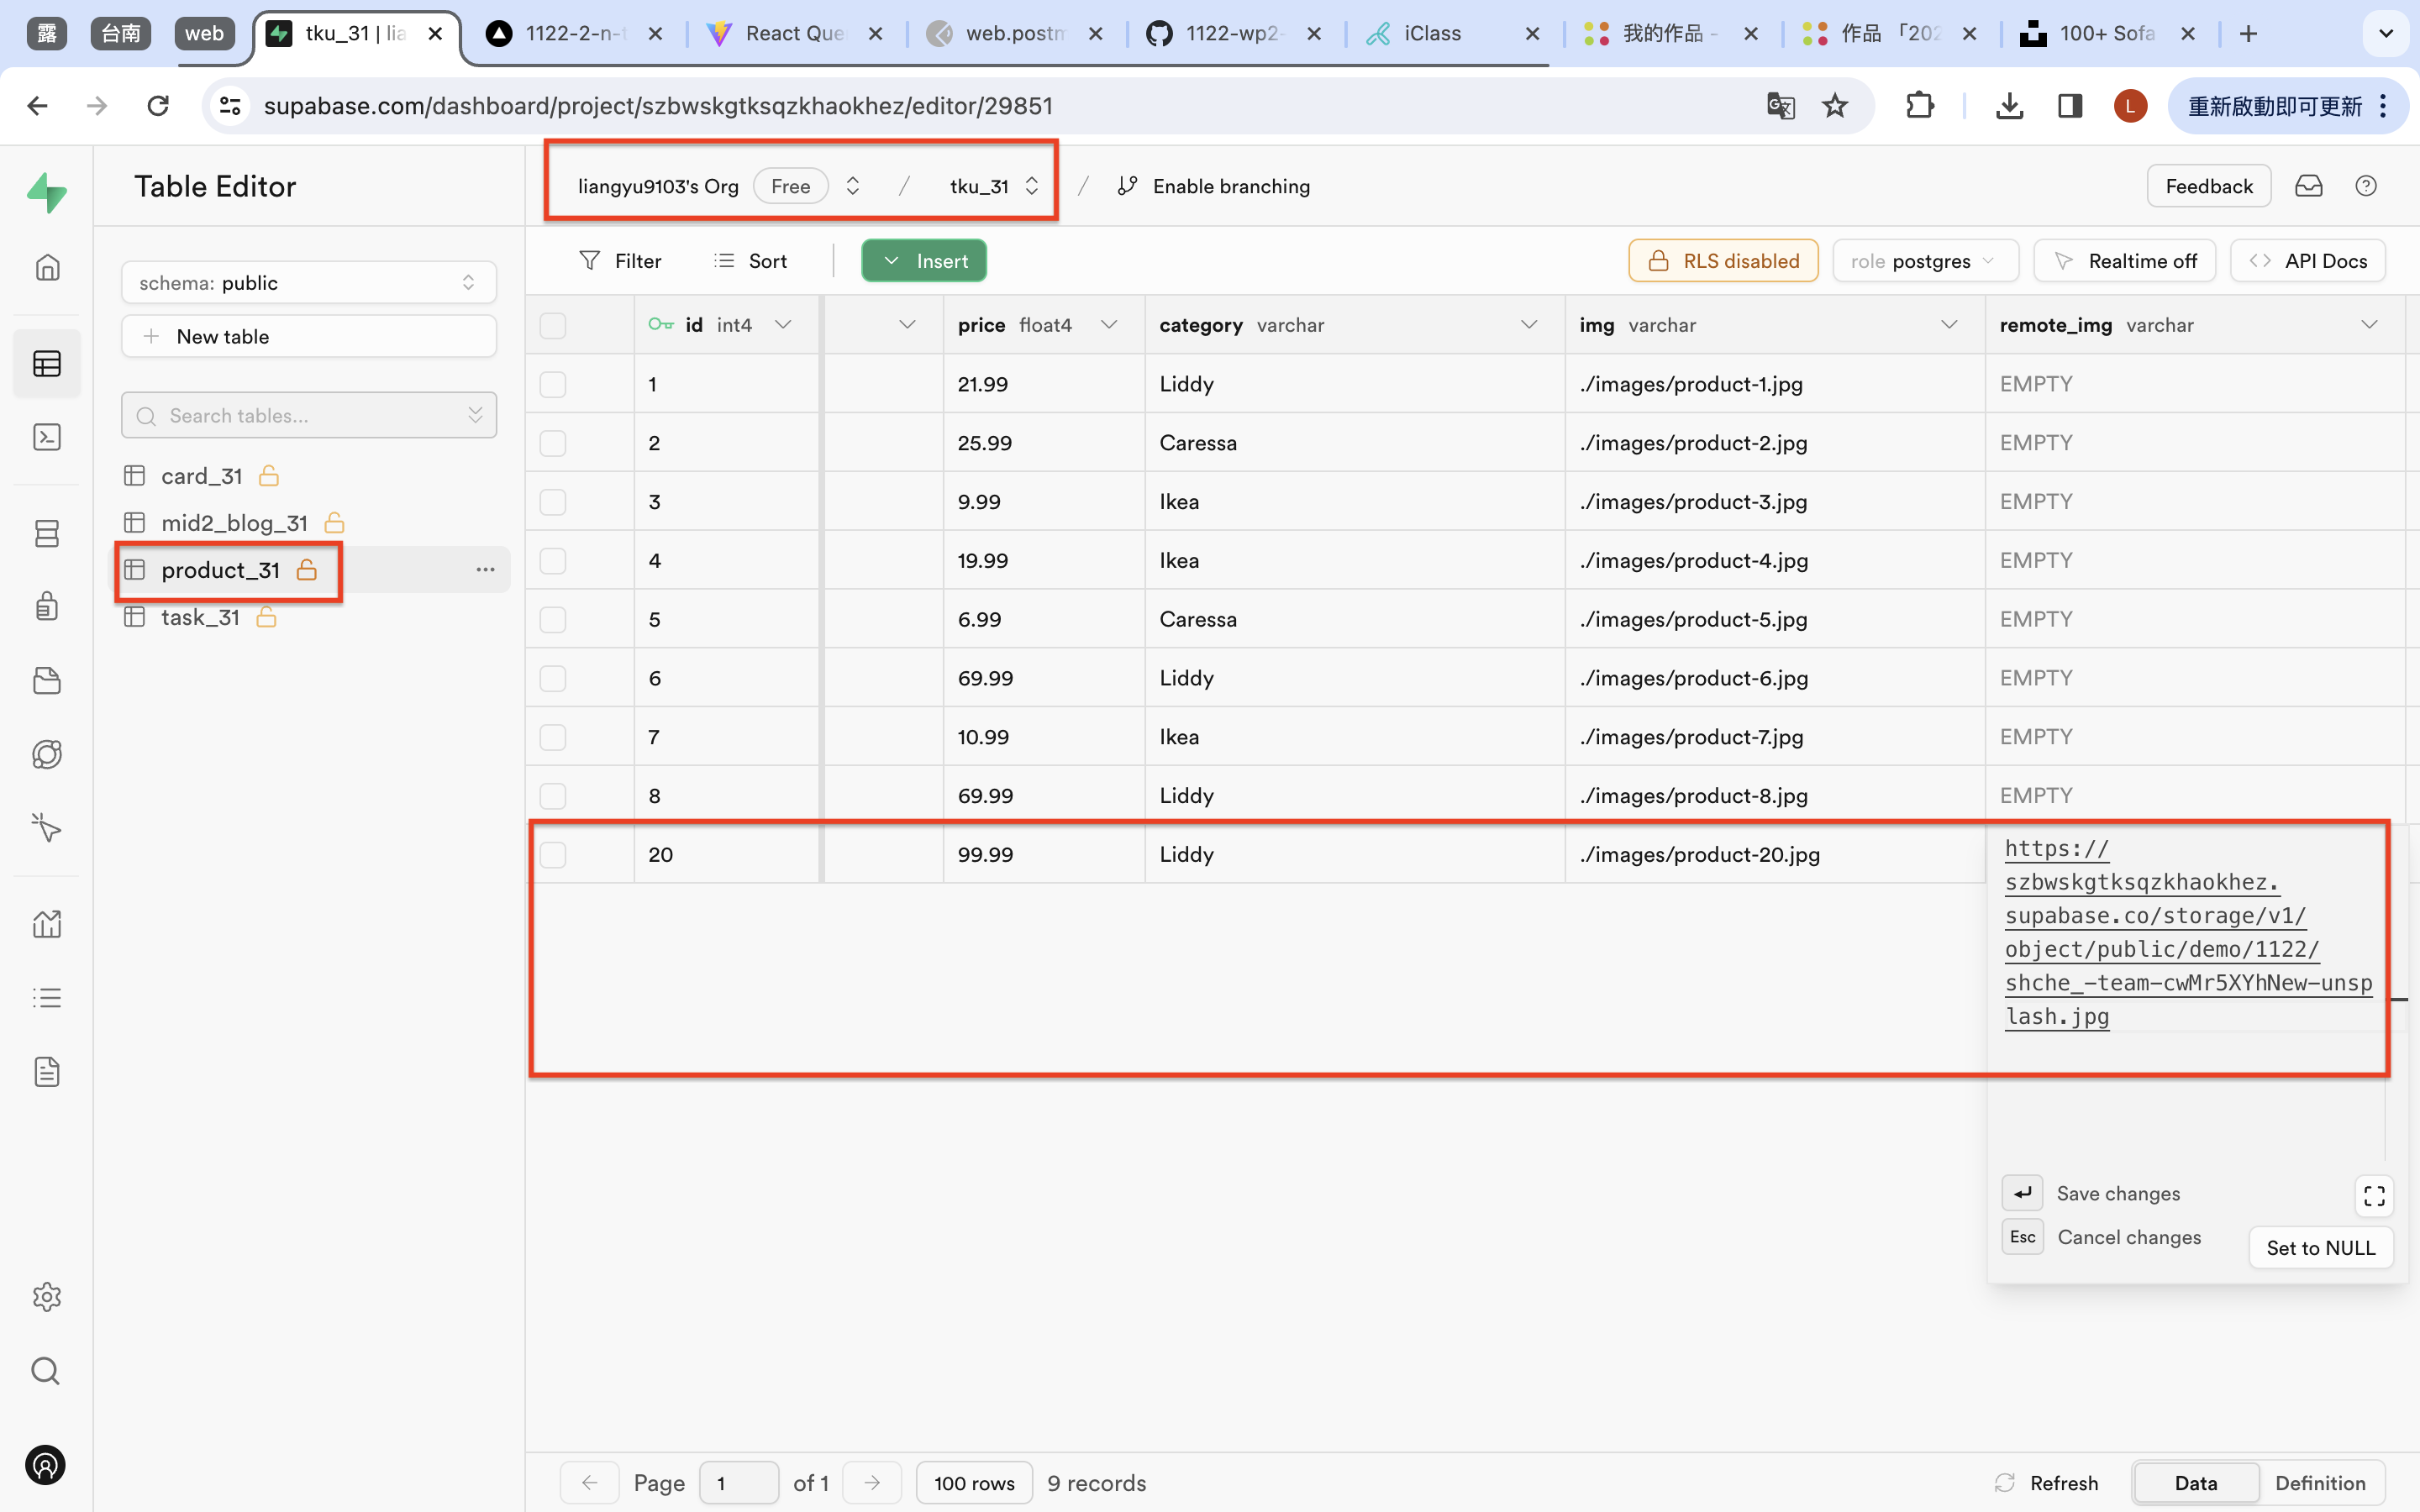 露 台南 web tku_31 | lia 1122-2-n-t React Que web.postm 1122-wp2- iClass 我的作品 - 作品 「202 100+ Sofa
supabase.com/dashboard/project/szbwskgtksqzkhaokhez/editor/29851 L 重新啟動即可更新
Table Editor
liangyu9103's Org Free / tku_31 / Enable branching Feedback
schema: public
New table
Search tables...
card_31
mid2_blog_31
product_31
task_31
Filter Sort Insert RLS disabled role postgres Realtime off API Docs
id int4 price float4 category varchar img varchar remote_img varchar
1 21.99 Liddy ./images/product-1.jpg EMPTY
2 25.99 Caressa ./images/product-2.jpg EMPTY
3 9.99 Ikea ./images/product-3.jpg EMPTY
4 19.99 Ikea ./images/product-4.jpg EMPTY
5 6.99 Caressa ./images/product-5.jpg EMPTY
6 69.99 Liddy ./images/product-6.jpg EMPTY
7 10.99 Ikea ./images/product-7.jpg EMPTY
8 69.99 Liddy ./images/product-8.jpg EMPTY
20 99.99 Liddy ./images/product-20.jpg
https://
szbwskgtksqzkhaokhez.
supabase.co/storage/v1/
object/public/demo/1122/
shche_-team-cwMr5XYhNew-unsp
lash.jpg
Save changes
Esc Cancel changes
Set to NULL
Page 1 of 1 100 rows 9 records Refresh Data Definition